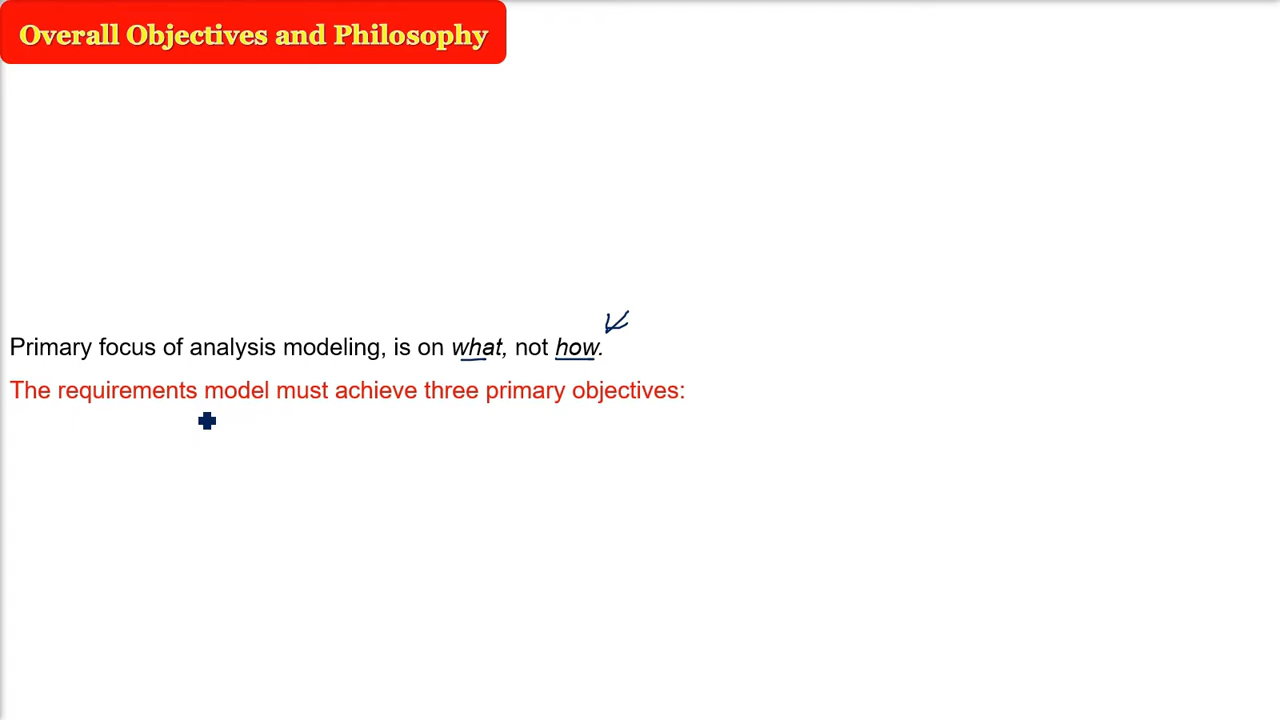 Overall Objectives and Philosophy
Primary focus of analysis modeling, is on what, not how.
The requirements model must achieve three primary objectives: